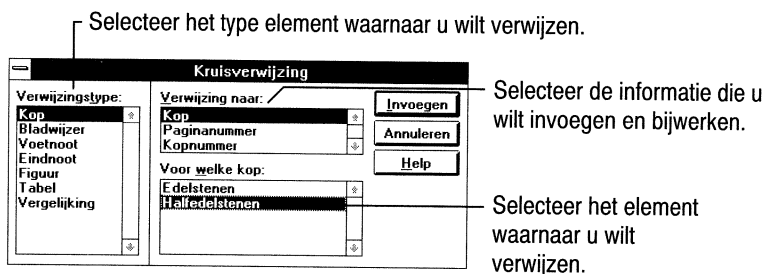 Selecteer het type element waarnaar u wilt verwijzen.
Kruisverwijzing
Verwijzingstype:
Kop
Bladwijzer
Voetnoot
Eindnoot
Figuur
Tabel
Vergelijking
Verwijzing naar:
Kop
Paginanummer
Kopnummer
Voor welke kop:
Edelstenen
Halfedelstenen
Invoegen
Annuleren
Help
Selecteer de informatie die u
wilt invoegen en bijwerken.
Selecteer het element
waarnaar u wilt
verwijzen.